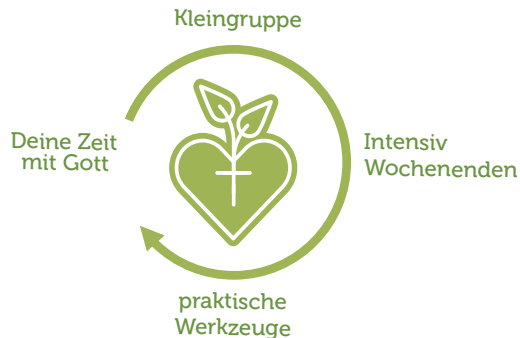 Kleingruppe
Deine Zeit
mit Gott
Intensiv
Wochenenden
praktische
Werkzeuge